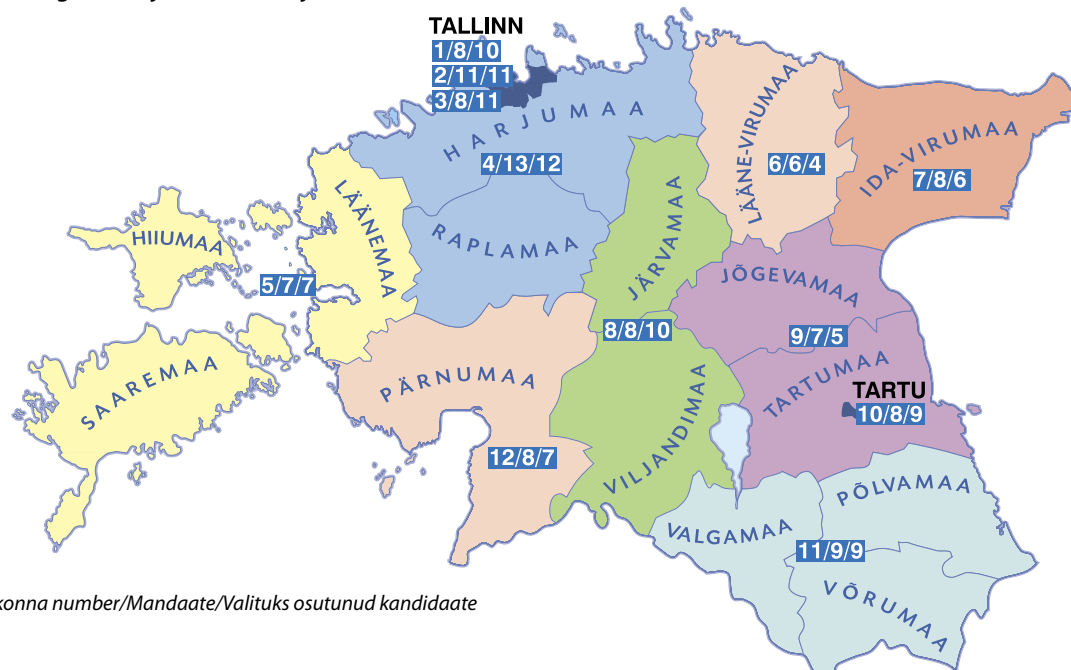 TALLINN
1/8/10
2/11/11
3/8/11
HARJUMAA
4/13/12
LÄÄNE-VIRUMAA
6/6/4
IDA-VIRUMAA
7/8/6
LÄÄNEMAA
HIIUMAA
RAPLAMAA
JÄRVAMAA
JÕGEVAMAA
5/7/7
8/8/10
9/7/5
SAAREMAA
PÄRNUMAA
TARTUMAA
TARTU
10/8/9
12/8/7
VILJANDIMAA
PÕLVAMAA
VALGAMAA
11/9/9
VÕRUMAA
konna number/Mandaate/Valituks osutunud kandidaate